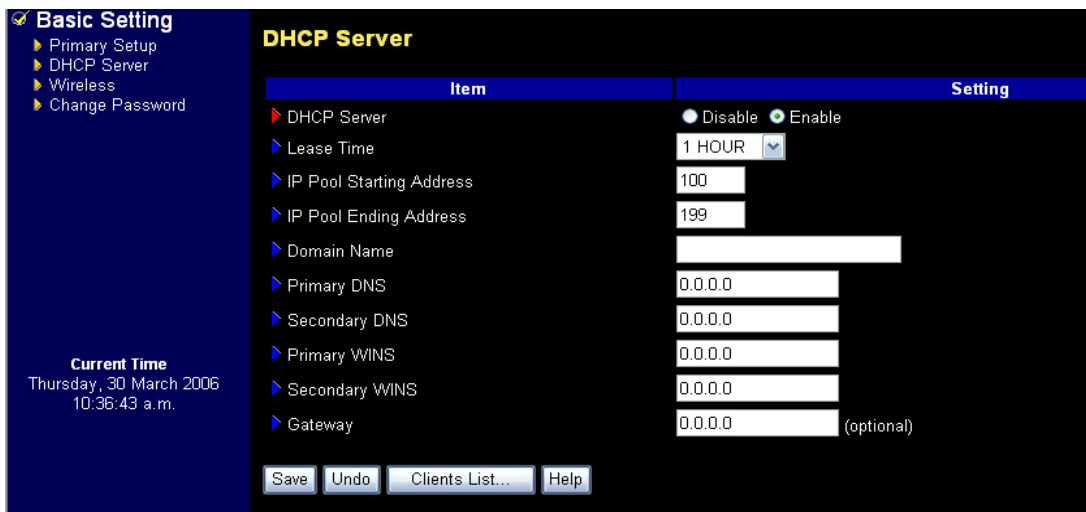 Basic Setting
Primary Setup
DHCP Server
Wireless
Change Password
Current Time
Thursday, 30 March 2006
10:36:43 a.m.
DHCP Server
Item Setting
DHCP Server Disable Enable
Lease Time 1 HOUR
IP Pool Starting Address 100
IP Pool Ending Address 199
Domain Name
Primary DNS 0.0.0.0
Secondary DNS 0.0.0.0
Primary WINS 0.0.0.0
Secondary WINS 0.0.0.0
Gateway 0.0.0.0 (optional)
Save Undo Clients List... Help